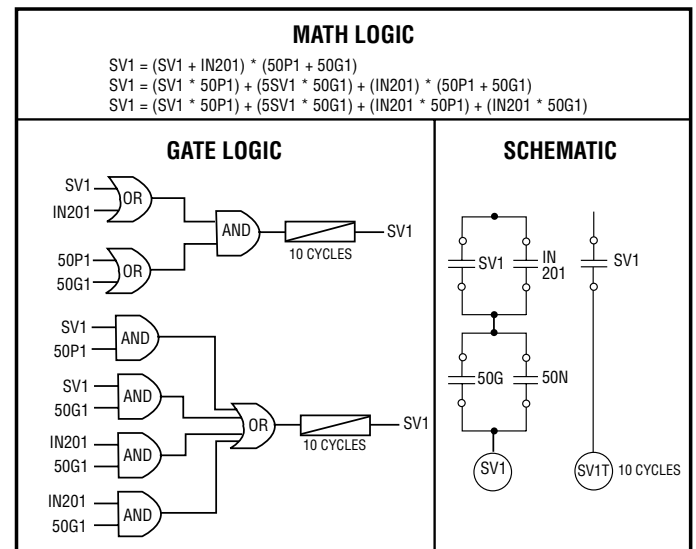 MATH LOGIC
SV1 = (SV1 + IN201) * (50P1 + 50G1)
SV1 = (SV1 * 50P1) + (5SV1 * 50G1) + (IN201) * (50P1 + 50G1)
SV1 = (SV1 * 50P1) + (5SV1 * 50G1) + (IN201 * 50P1) + (IN201 * 50G1)
GATE LOGIC
SV1
IN201
OR
50P1
50G1
OR
AND
10 CYCLES
SV1
SV1
50P1
AND
SV1
50G1
AND
IN201
50G1
AND
IN201
50G1
AND
OR
10 CYCLES
SV1
SCHEMATIC
SV1
IN
201
SV1
50G
50N
SV1
SV1T
10 CYCLES